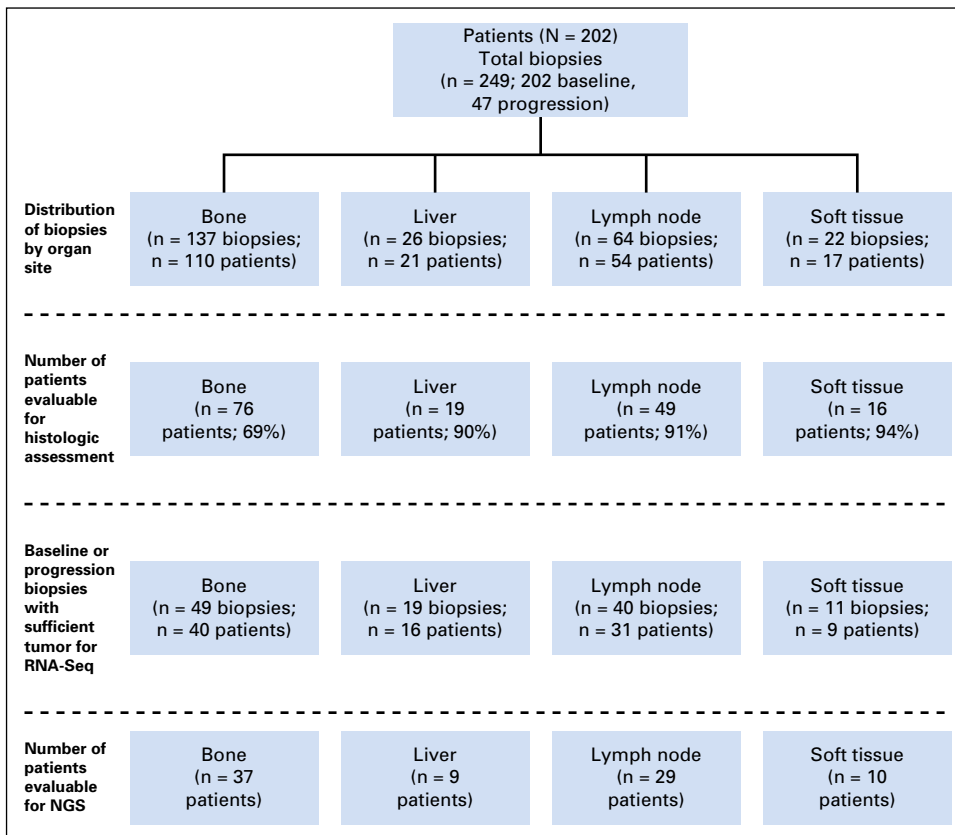 Patients (N = 202)
Total biopsies
(n = 249; 202 baseline,
47 progression)
Distribution
of biopsies
by organ
site
Bone
(n = 137 biopsies;
n = 110 patients)
Liver
(n = 26 biopsies;
n = 21 patients)
Lymph node
(n = 64 biopsies;
n = 54 patients)
Soft tissue
(n = 22 biopsies;
n = 17 patients)
Number of
patients
evaluable
for
histologic
assessment
Bone
(n = 76
patients; 69%)
Liver
(n = 19
patients; 90%)
Lymph node
(n = 49
patients; 91%)
Soft tissue
(n = 16
patients; 94%)
Baseline or
progression
biopsies
with
sufficient
tumor for
RNA-Seq
Bone
(n = 49 biopsies;
n = 40 patients)
Liver
(n = 19 biopsies;
n = 16 patients)
Lymph node
(n = 40 biopsies;
n = 31 patients)
Soft tissue
(n = 11 biopsies;
n = 9 patients)
Number of
patients
evaluable
for NGS
Bone
(n = 37
patients)
Liver
(n = 9
patients)
Lymph node
(n = 29
patients)
Soft tissue
(n = 10
patients)